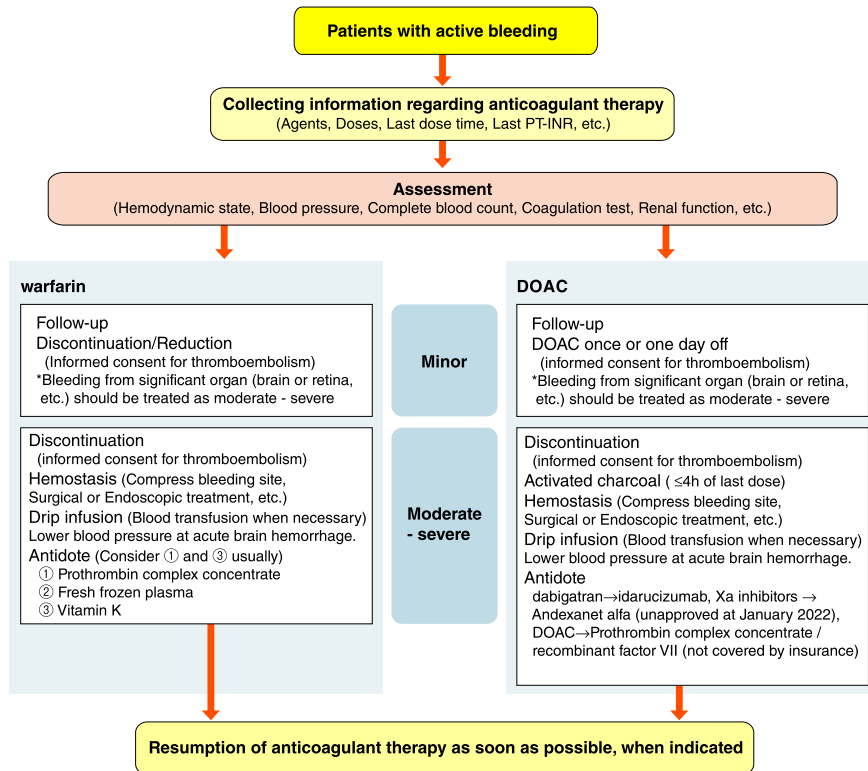 Patients with active bleeding
Collecting information regarding anticoagulant therapy
(Agents, Doses, Last dose time, Last PT-INR, etc.)
Assessment
(Hemodynamic state, Blood pressure, Complete blood count, Coagulation test, Renal function, etc.)
warfarin
Follow-up
Discontinuation/Reduction
(Informed consent for thromboembolism)
*Bleeding from significant organ (brain or retina,
etc.) should be treated as moderate - severe
Discontinuation
(informed consent for thromboembolism)
Hemostasis (Compress bleeding site,
Surgical or Endoscopic treatment, etc.)
Drip infusion (Blood transfusion when necessary)
Lower blood pressure at acute brain hemorrhage.
Antidote (Consider ① and ③ usually)
① Prothrombin complex concentrate
② Fresh frozen plasma
③ Vitamin K
Minor
Moderate
- severe
DOAC
Follow-up
DOAC once or one day off
(informed consent for thromboembolism)
*Bleeding from significant organ (brain or retina,
etc.) should be treated as moderate - severe
Discontinuation
(informed consent for thromboembolism)
Activated charcoal ( ≤4h of last dose)
Hemostasis (Compress bleeding site,
Surgical or Endoscopic treatment, etc.)
Drip infusion (Blood transfusion when necessary)
Lower blood pressure at acute brain hemorrhage.
Antidote
dabigatran→idarucizumab, Xa inhibitors →
Andexanet alfa (unapproved at January 2022),
DOAC→Prothrombin complex concentrate /
recombinant factor VII (not covered by insurance)
Resumption of anticoagulant therapy as soon as possible, when indicated